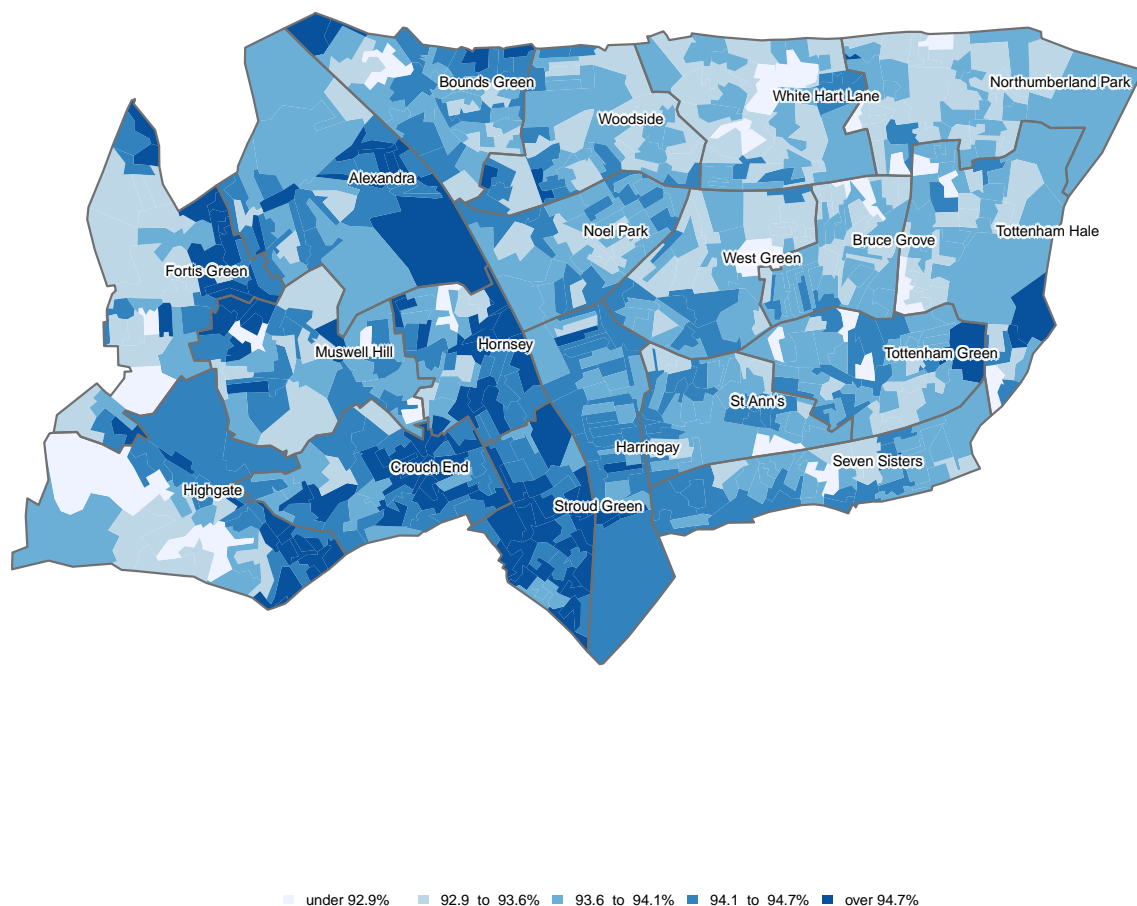 Bounds Green
Northumberland Park
White Hart Lane
Woodside
Alexandra
Noel Park
Tottenham Hale
Bruce Grove
West Green
Fortis Green
Hornsey
Muswell Hill
Tottenham Green
St Ann's
Harringay
Seven Sisters
Crouch End
Highgate
Stroud Green
under 92.9% 92.9 to 93.6% 93.6 to 94.1% 94.1 to 94.7% over 94.7%